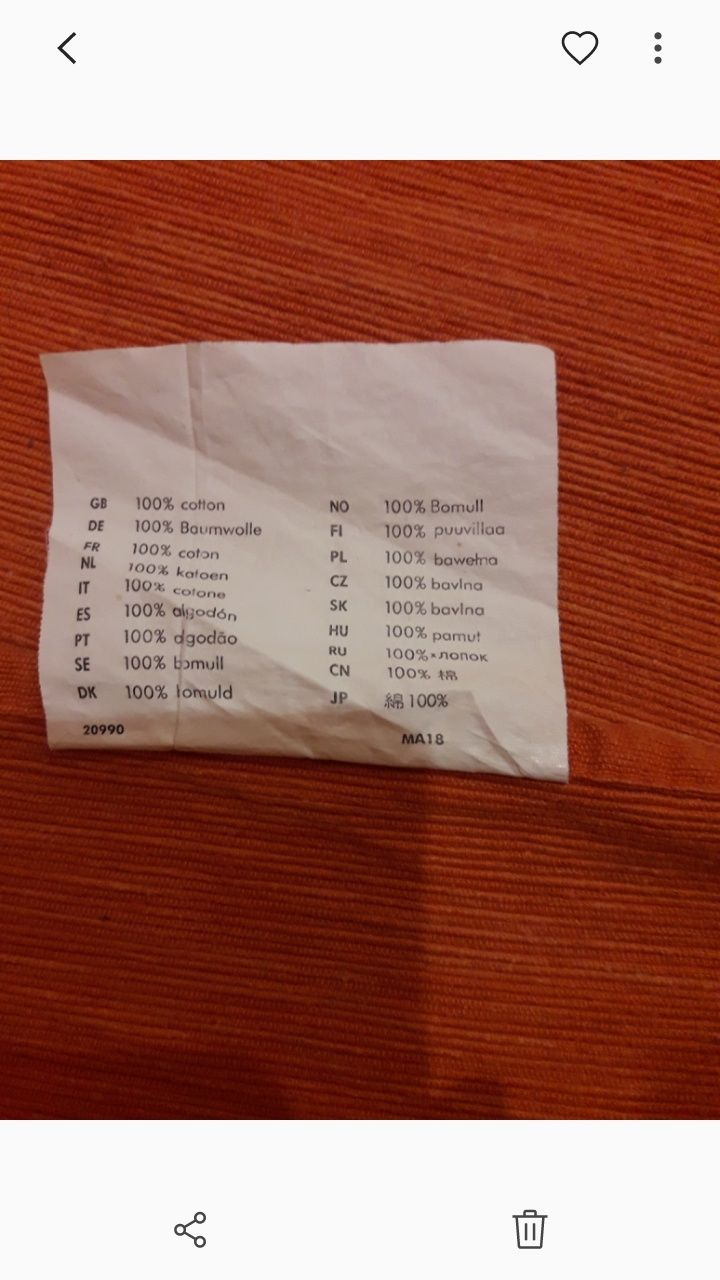 GB 100% cotton
DE 100% Baumwolle
FR 100% coton
NL 100% katoen
IT 100% cotone
ES 100% algodón
PT 100% algodão
SE 100% bomull
DK 100% bomuld
20990
NO 100% Bomull
FI 100% puuvillaa
PL 100% bawełna
CZ 100% bavlna
SK 100% bavlna
HU 100% pamut
RU 100%×лопок
CN 100% 棉
JP 綿 100%
MA18